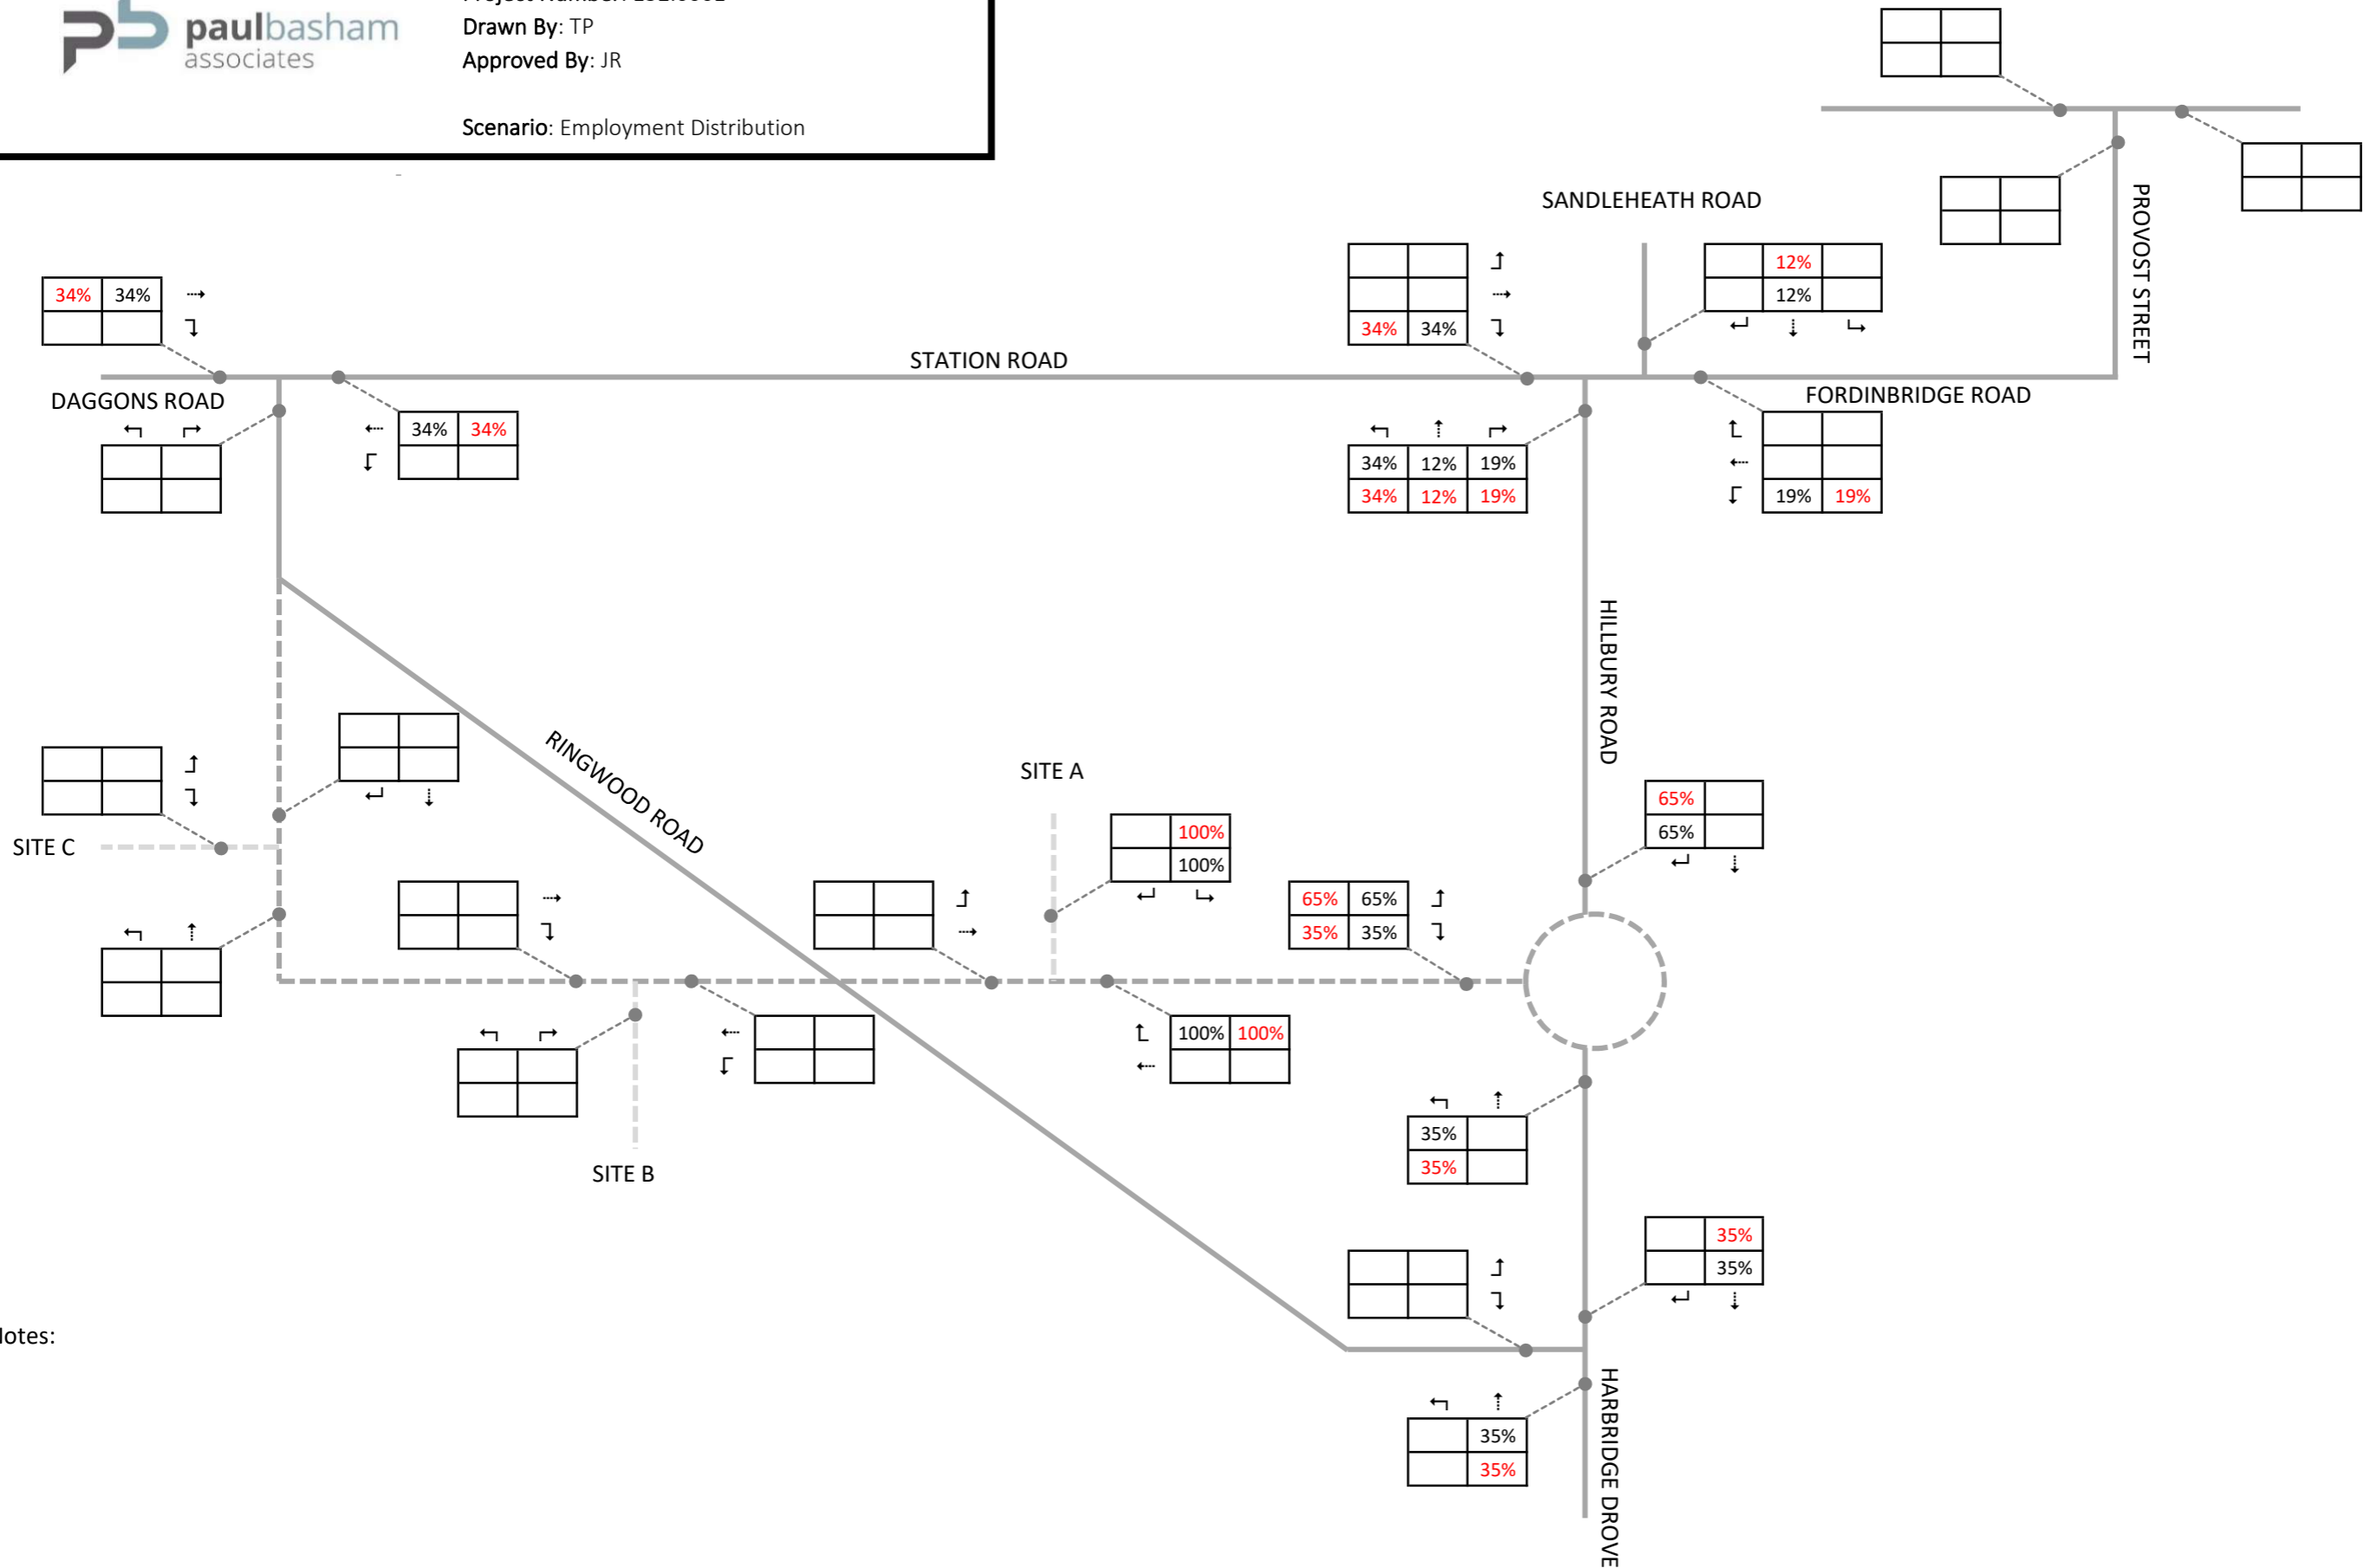 paulbasham
associates
Drawn By: TP
Approved By: JR
Scenario: Employment Distribution
SANDLEHEATH ROAD
PROVOST STREET
12%
12%
34% 34%
34% 34%
STATION ROAD
DAGGONS ROAD
FORDINBRIDGE ROAD
34% 34%
34% 12% 19%
34% 12% 19%
19% 19%
HILLBURY ROAD
RINGWOOD ROAD
SITE A
65%
65%
100%
100%
SITE C
65% 65%
35% 35%
100% 100%
35%
35%
SITE B
35%
35%
HARBRIDGE DROVE
35%
35%